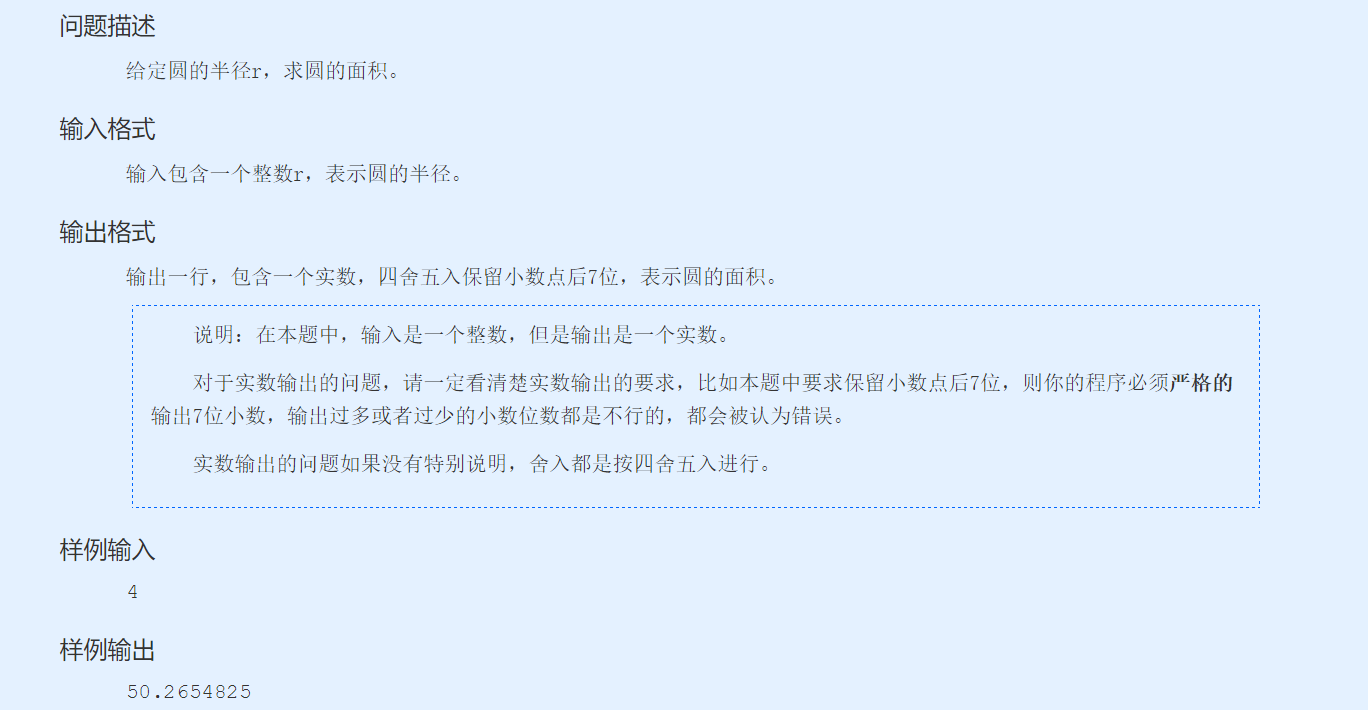 问题描述
给定圆的半径r，求圆的面积。
输入格式
输入包含一个整数r，表示圆的半径。
输出格式
输出一行，包含一个实数，四舍五入保留小数点后7位，表示圆的面积。
说明：在本题中，输入是一个整数，但是输出是一个实数。
对于实数输出的问题，请一定看清楚实数输出的要求，比如本题中要求保留小数点后7位，则你的程序必须严格的
输出7位小数，输出过多或者过少的小数位数都是不行的，都会被认为错误。
实数输出的问题如果没有特别说明，舍入都是按四舍五入进行。
样例输入
4
样例输出
50.2654825